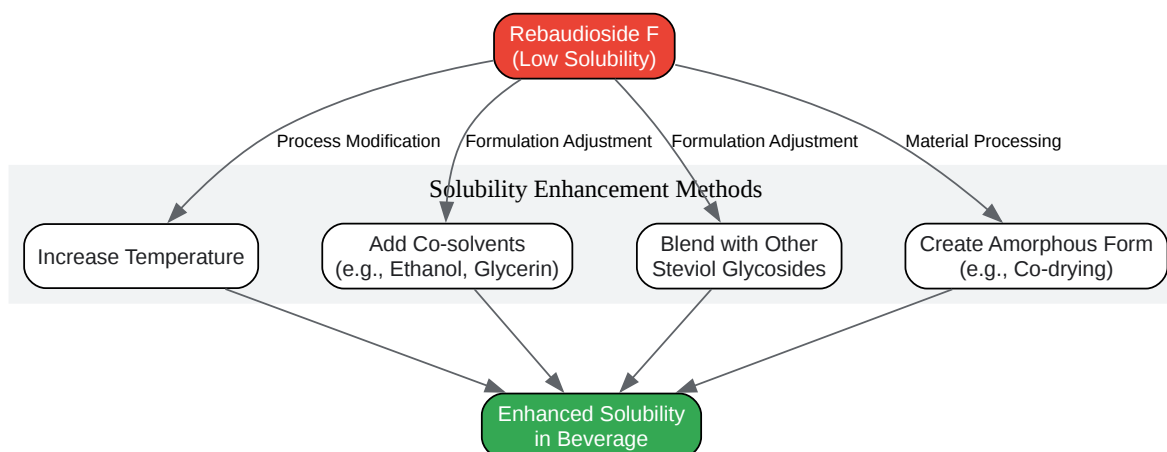 Rebaudioside F
(Low Solubility)
Process Modification
Formulation Adjustment
Formulation Adjustment
Material Processing
Solubility Enhancement Methods
Increase Temperature
Add Co-solvents
(e.g., Ethanol, Glycerin)
Blend with Other
Steviol Glycosides
Create Amorphous Form
(e.g., Co-drying)
Enhanced Solubility
in Beverage